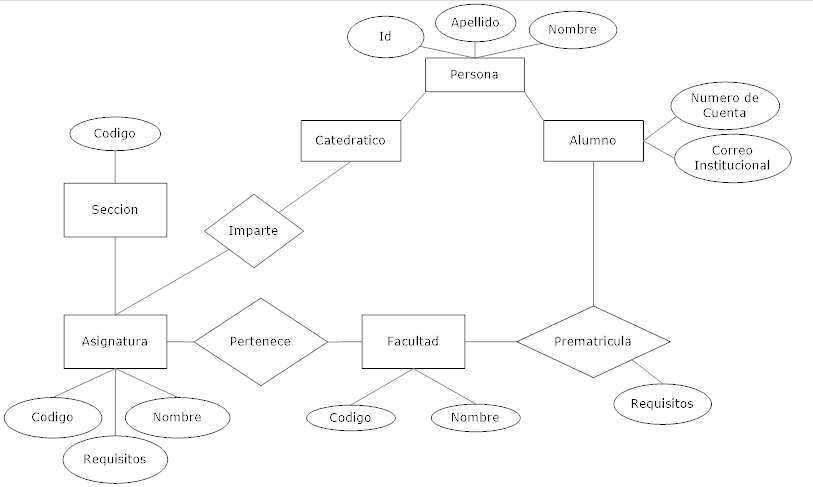 Apellido
Id
Nombre
Persona
Numero de
Cuenta
Codigo
Catedratico
Alumno
Correo
Institucional
Seccion
Imparte
Asignatura
Pertenece
Facultad
Prematricula
Codigo
Nombre
Codigo
Nombre
Requisitos
Requisitos